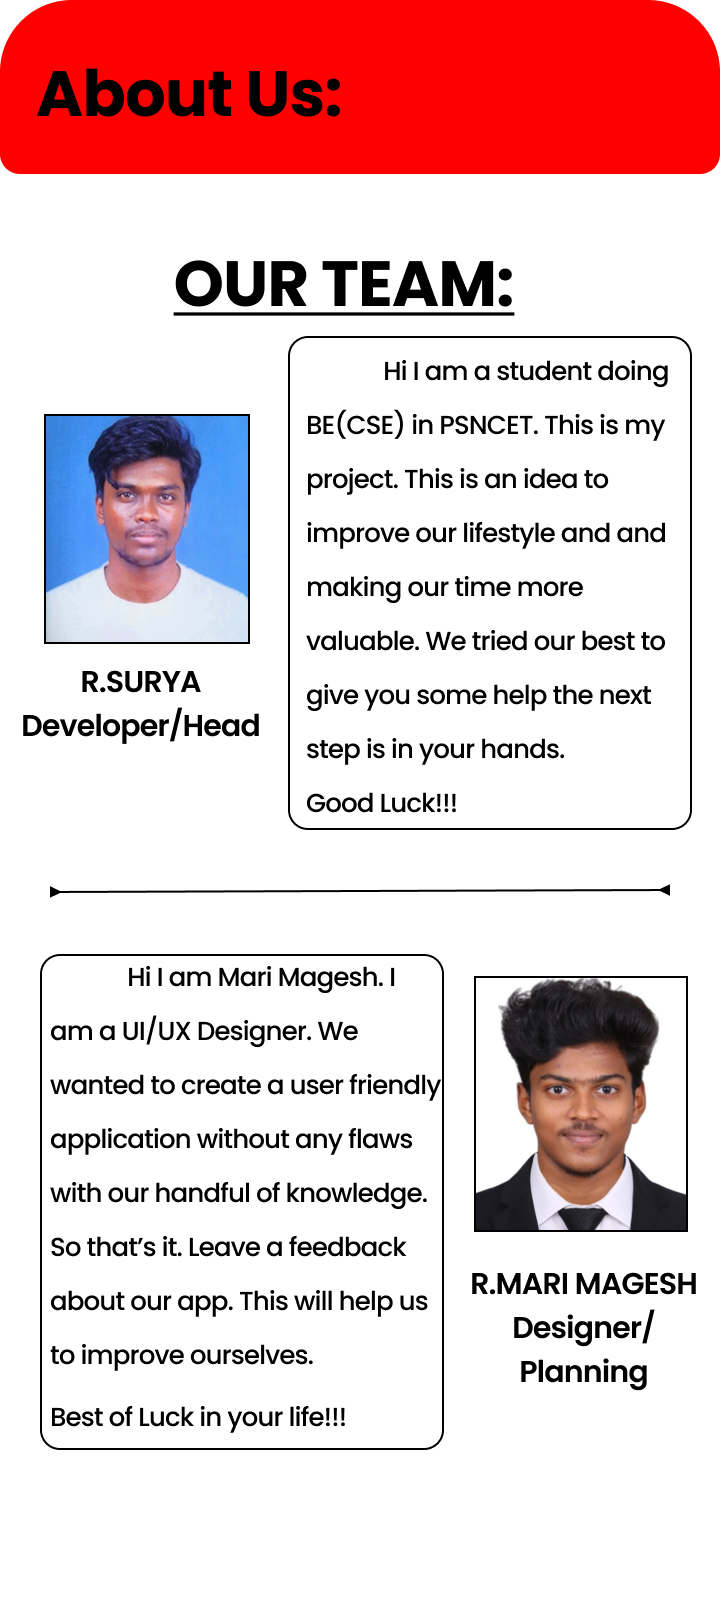 About Us:
OUR TEAM:
Hi I am a student doing
BE(CSE) in PSNCET. This is my
project. This is an idea to
improve our lifestyle and and
making our time more
valuable. We tried our best to
give you some help the next
step is in your hands.
Good Luck!!!
R.SURYA
Developer/Head
Hi I am Mari Magesh. I
am a UI/UX Designer. We
wanted to create a user friendly
application without any flaws
with our handful of knowledge.
So that’s it. Leave a feedback
about our app. This will help us
to improve ourselves.
Best of Luck in your life!!!
R.MARI MAGESH
Designer/
Planning